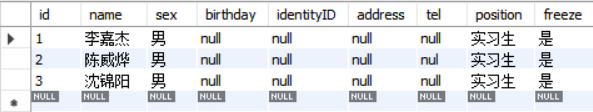 id name sex birthday identityID address tel position freeze
1 李嘉杰 男 null null null null 实习生 是
2 陈威烨 男 null null null null 实习生 是
3 沈锦阳 男 null null null null 实习生 是
NULL NULL NULL NULL NULL NULL NULL NULL NULL